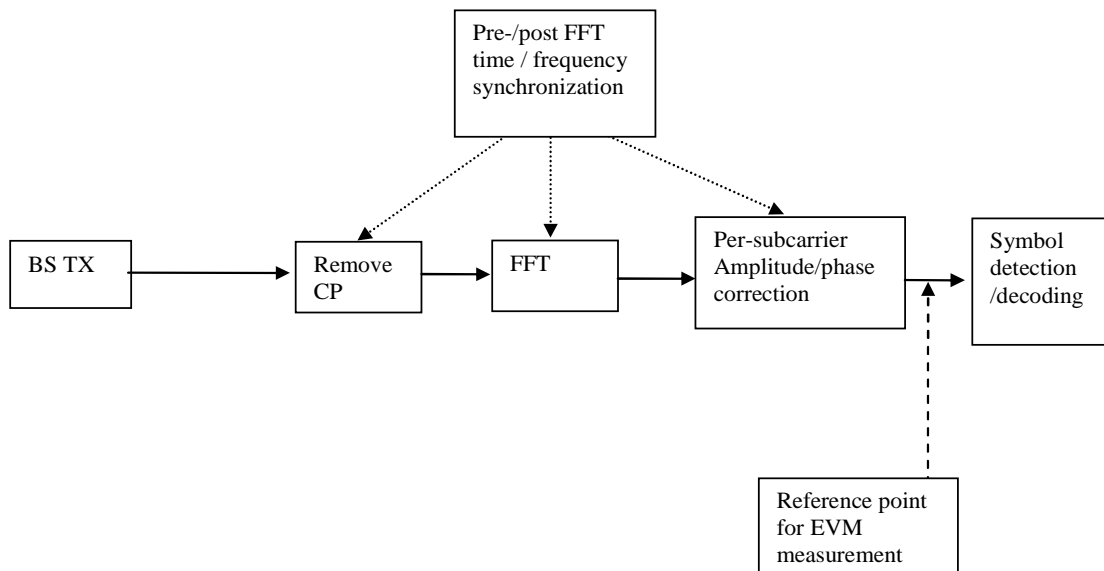 Pre-/post FFT
time / frequency
synchronization
BS TX
Remove
CP
FFT
Per-subcarrier
Amplitude/phase
correction
Symbol
detection
/decoding
Reference point
for EVM
measurement